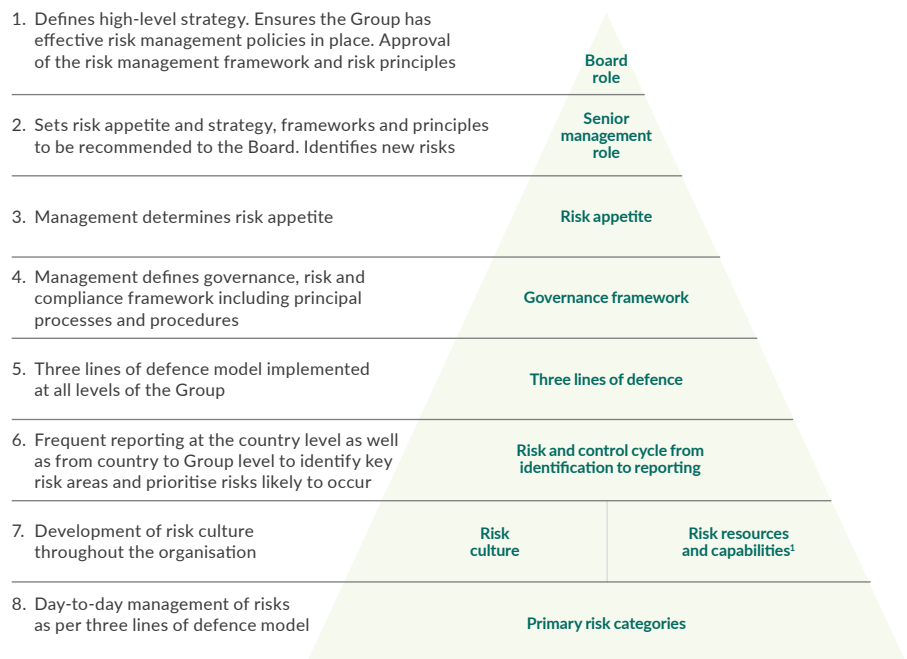 1. Defines high-level strategy. Ensures the Group has
effective risk management policies in place. Approval
of the risk management framework and risk principles
Board
role
2. Sets risk appetite and strategy, frameworks and principles
to be recommended to the Board. Identifies new risks
Senior
management
role
3. Management determines risk appetite
Risk appetite
4. Management defines governance, risk and
compliance framework including principal
processes and procedures
Governance framework
5. Three lines of defence model implemented
at all levels of the Group
Three lines of defence
6. Frequent reporting at the country level as well
as from country to Group level to identify key
risk areas and prioritise risks likely to occur
Risk and control cycle from
identification to reporting
7. Development of risk culture
throughout the organisation
Risk
culture
Risk resources
and capabilities¹
8. Day-to-day management of risks
as per three lines of defence model
Primary risk categories